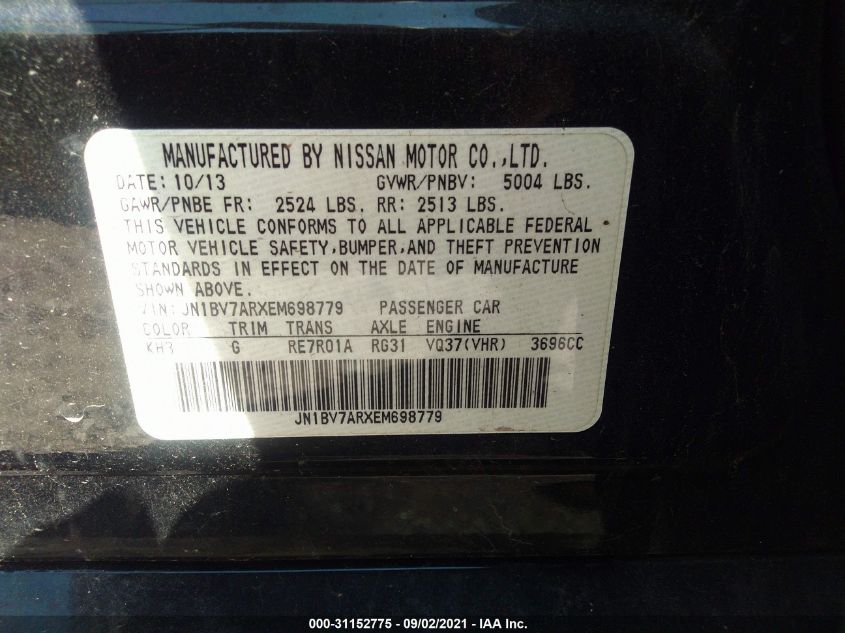 MANUFACTURED BY NISSAN MOTOR CO.,LTD.
DATE: 10/13 GVWR/PNBV: 5004 LBS.
GAWR/PNBE FR: 2524 LBS. RR: 2513 LBS.
THIS VEHICLE CONFORMS TO ALL APPLICABLE FEDERAL
MOTOR VEHICLE SAFETY,BUMPER,AND THEFT PREVENTION
STANDARDS IN EFFECT ON THE DATE OF MANUFACTURE
SHOWN ABOVE.
VIN: JN1BV7ARXEM698779 PASSENGER CAR
COLOR TRIM TRANS AXLE ENGINE
KH3 G RE7R01A RG31 VQ37(VHR) 3696CC
JN1BV7ARXEM698779
000-31152775 - 09/02/2021 - IAA Inc.